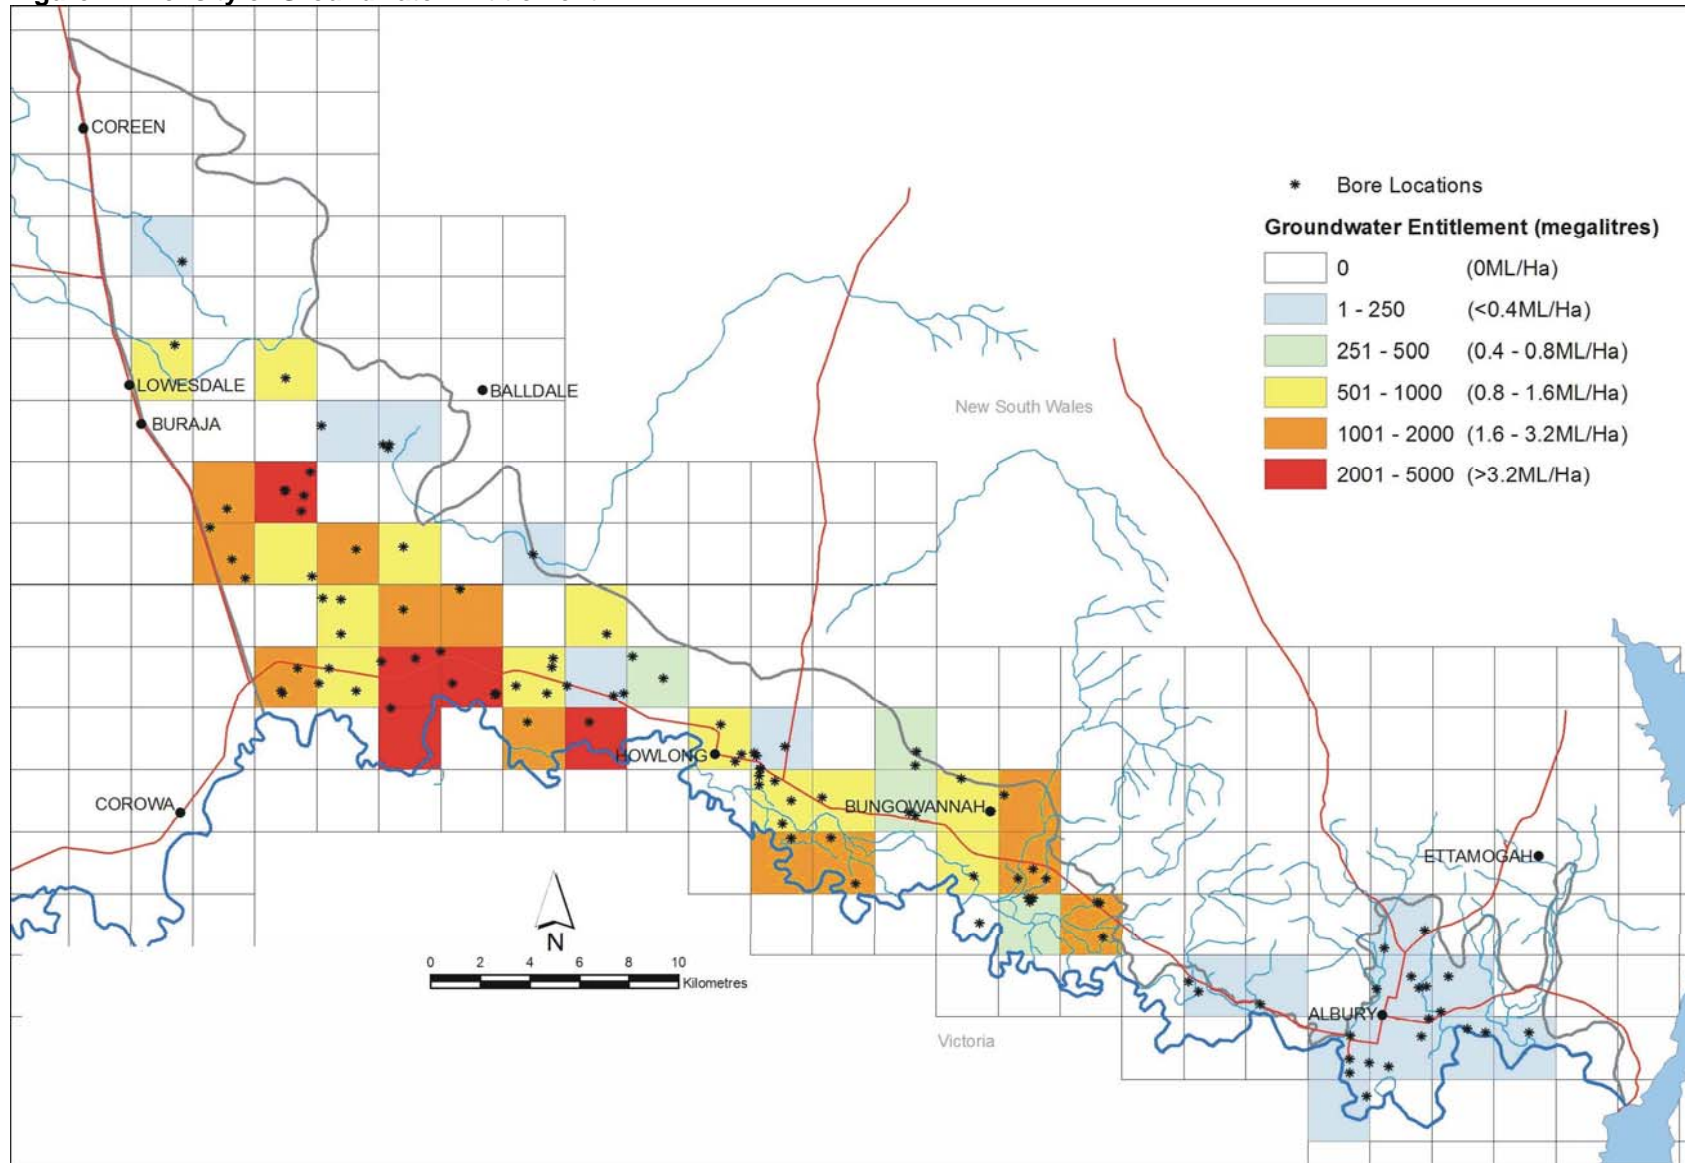 COREEN
Bore Locations
Groundwater Entitlement (megalitres)
0 (0ML/Ha)
1 - 250 (<0.4ML/Ha)
251 - 500 (0.4 - 0.8ML/Ha)
501 - 1000 (0.8 - 1.6ML/Ha)
1001 - 2000 (1.6 - 3.2ML/Ha)
2001 - 5000 (>3.2ML/Ha)
LOWESDALE
BALLDALE
BURAJA
New South Wales
HOWLONG
COROWA
BUNGOWANNAH
ETTAMOGAH
N
0 2 4 6 8 10
Kilometres
ALBURY
Victoria